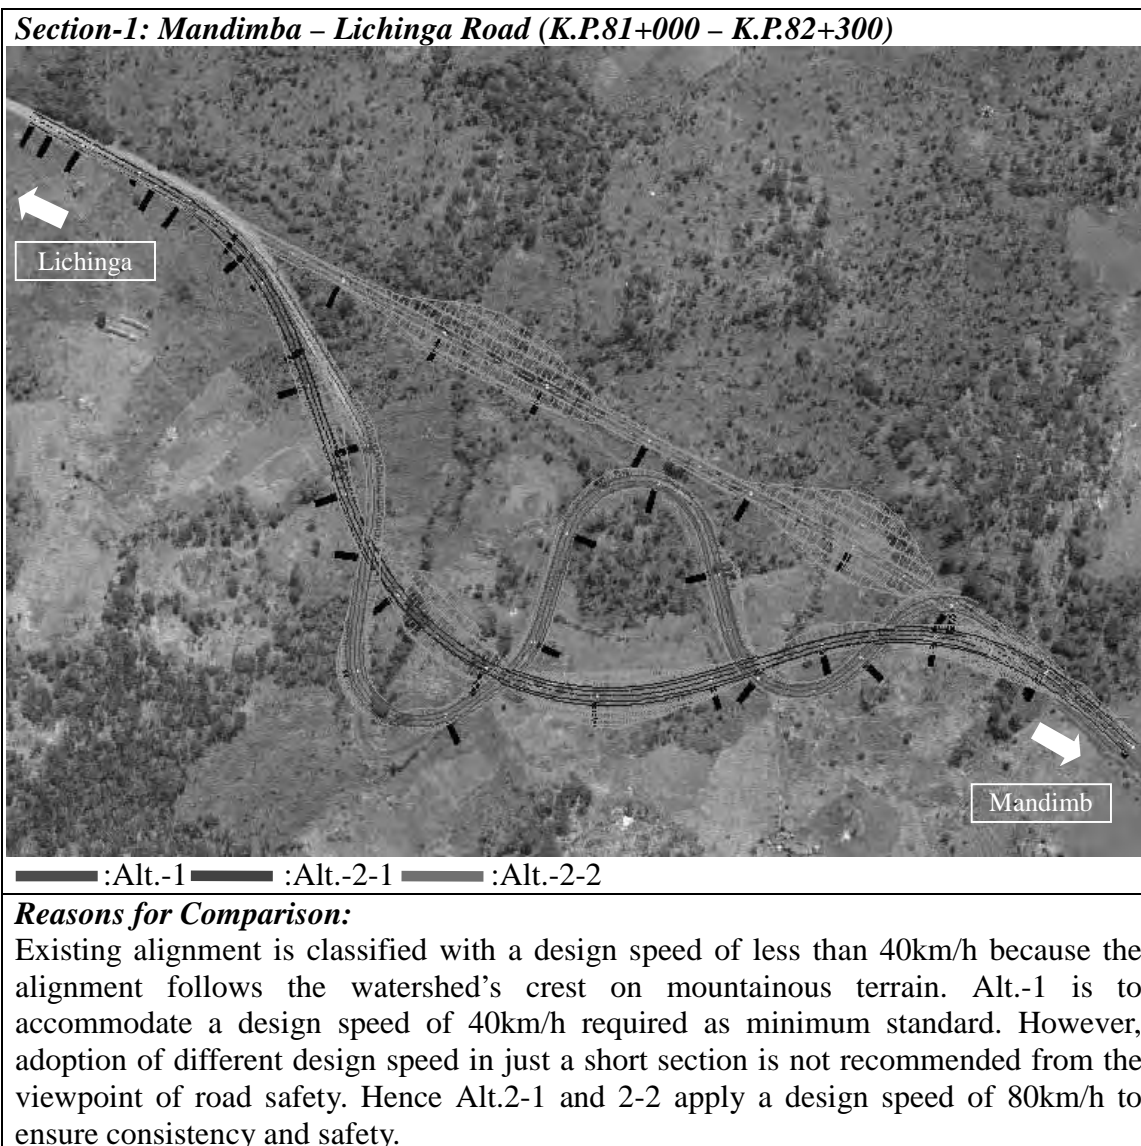 Section-1: Mandimba – Lichinga Road (K.P.81+000 – K.P.82+300)
Lichinga
Mandimb
:Alt.-1 :Alt.-2-1 :Alt.-2-2
Reasons for Comparison:
Existing alignment is classified with a design speed of less than 40km/h because the
alignment follows the watershed's crest on mountainous terrain. Alt.-1 is to
accommodate a design speed of 40km/h required as minimum standard. However,
adoption of different design speed in just a short section is not recommended from the
viewpoint of road safety. Hence Alt.2-1 and 2-2 apply a design speed of 80km/h to
ensure consistency and safety.